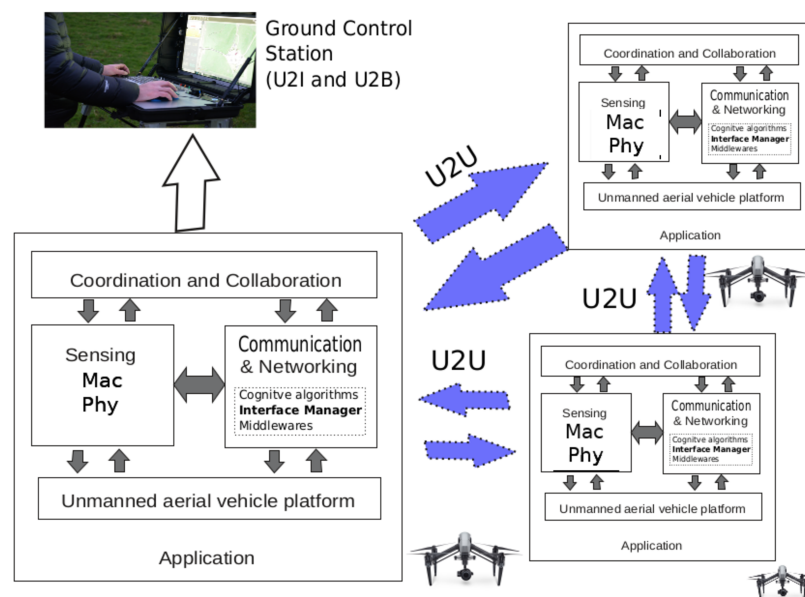 Ground Control
Station
(U2I and U2B)
Coordination and Collaboration
Sensing
Mac
Phy
Communication
& Networking
Cognitve algorithms
Interface Manager
Middlewares
Unmanned aerial vehicle platform
Application
U2U
Coordination and Collaboration
Sensing
Mac
Phy
Communication
& Networking
Cognitve algorithms
Interface Manager
Middlewares
Unmanned aerial vehicle platform
Application
U2U
U2U
Coordination and Collaboration
Sensing
Mac
Phy
Communication
& Networking
Cognitve algorithms
Interface Manager
Middlewares
Unmanned aerial vehicle platform
Application